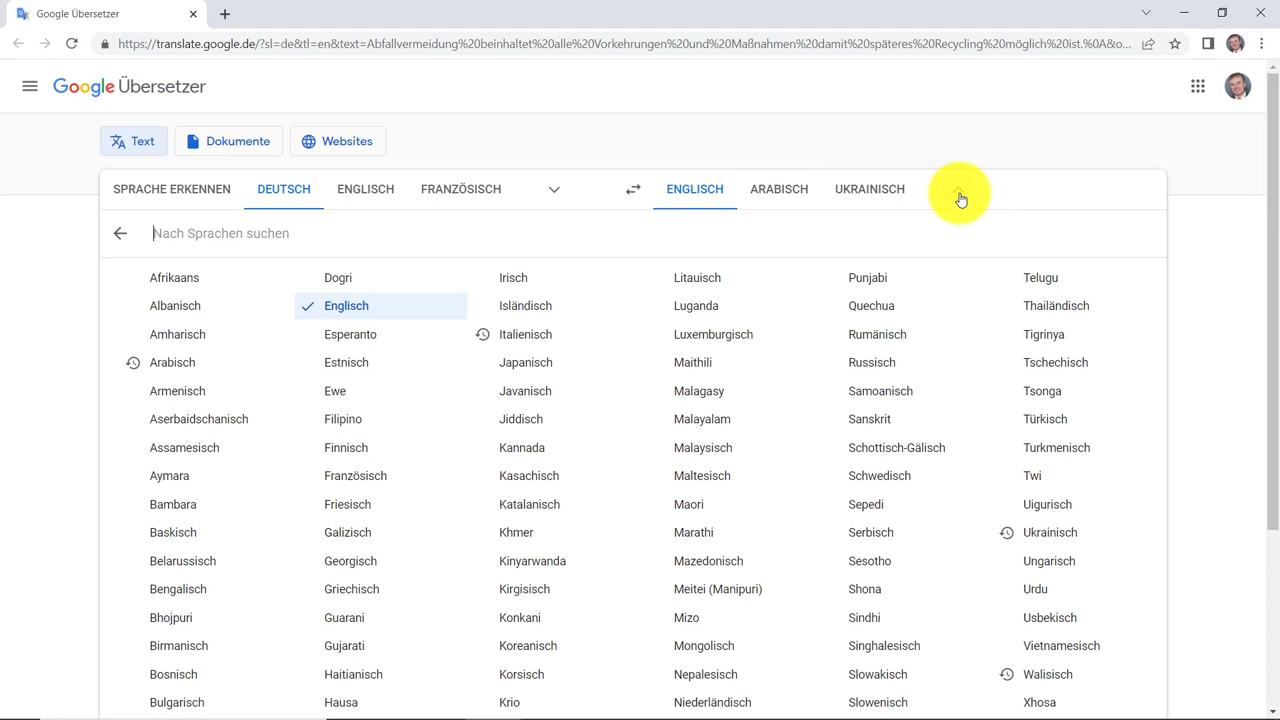 Google Übersetzer
https://translate.google.de/?sl=de&tl=en&text=Abfallvermeidung%20beinhaltet%20alle%20Vorkehrungen%20und%20Maßnahmen%20damit%20späteres%20Recycling%20möglich%20ist.%0A&o...
Google Übersetzer
Text Dokumente Websites
SPRACHE ERKENNEN DEUTSCH ENGLISCH FRANZÖSISCH ENGLISCH ARABISCH UKRAINISCH
Nach Sprachen suchen
Afrikaans Dogri Irisch Litauisch Punjabi Telugu
Albanisch Englisch Isländisch Luganda Quechua Thailändisch
Amharisch Esperanto Italienisch Luxemburgisch Rumänisch Tigrinya
Arabisch Estnisch Japanisch Maithili Russisch Tschechisch
Armenisch Ewe Javanisch Malagasy Samoanisch Tsonga
Aserbaidschanisch Filipino Jiddisch Malayalam Sanskrit Türkisch
Assamesisch Finnisch Kannada Malaysisch Schottisch-Gälisch Turkmenisch
Aymara Französisch Kasachisch Maltesisch Schwedisch Twi
Bambara Friesisch Katalanisch Maori Sepedi Uigurisch
Baskisch Galizisch Khmer Marathi Serbisch Ukrainisch
Belarussisch Georgisch Kinyarwanda Mazedonisch Sesotho Ungarisch
Bengalisch Griechisch Kirgisisch Meitei (Manipuri) Shona Urdu
Bhojpuri Guarani Konkani Mizo Sindhi Usbekisch
Birmanisch Gujarati Koreanisch Mongolisch Singhalesisch Vietnamesisch
Bosnisch Haitianisch Korsisch Nepalesisch Slowakisch Walisisch
Bulgarisch Hausa Krio Niederländisch Slowenisch Xhosa